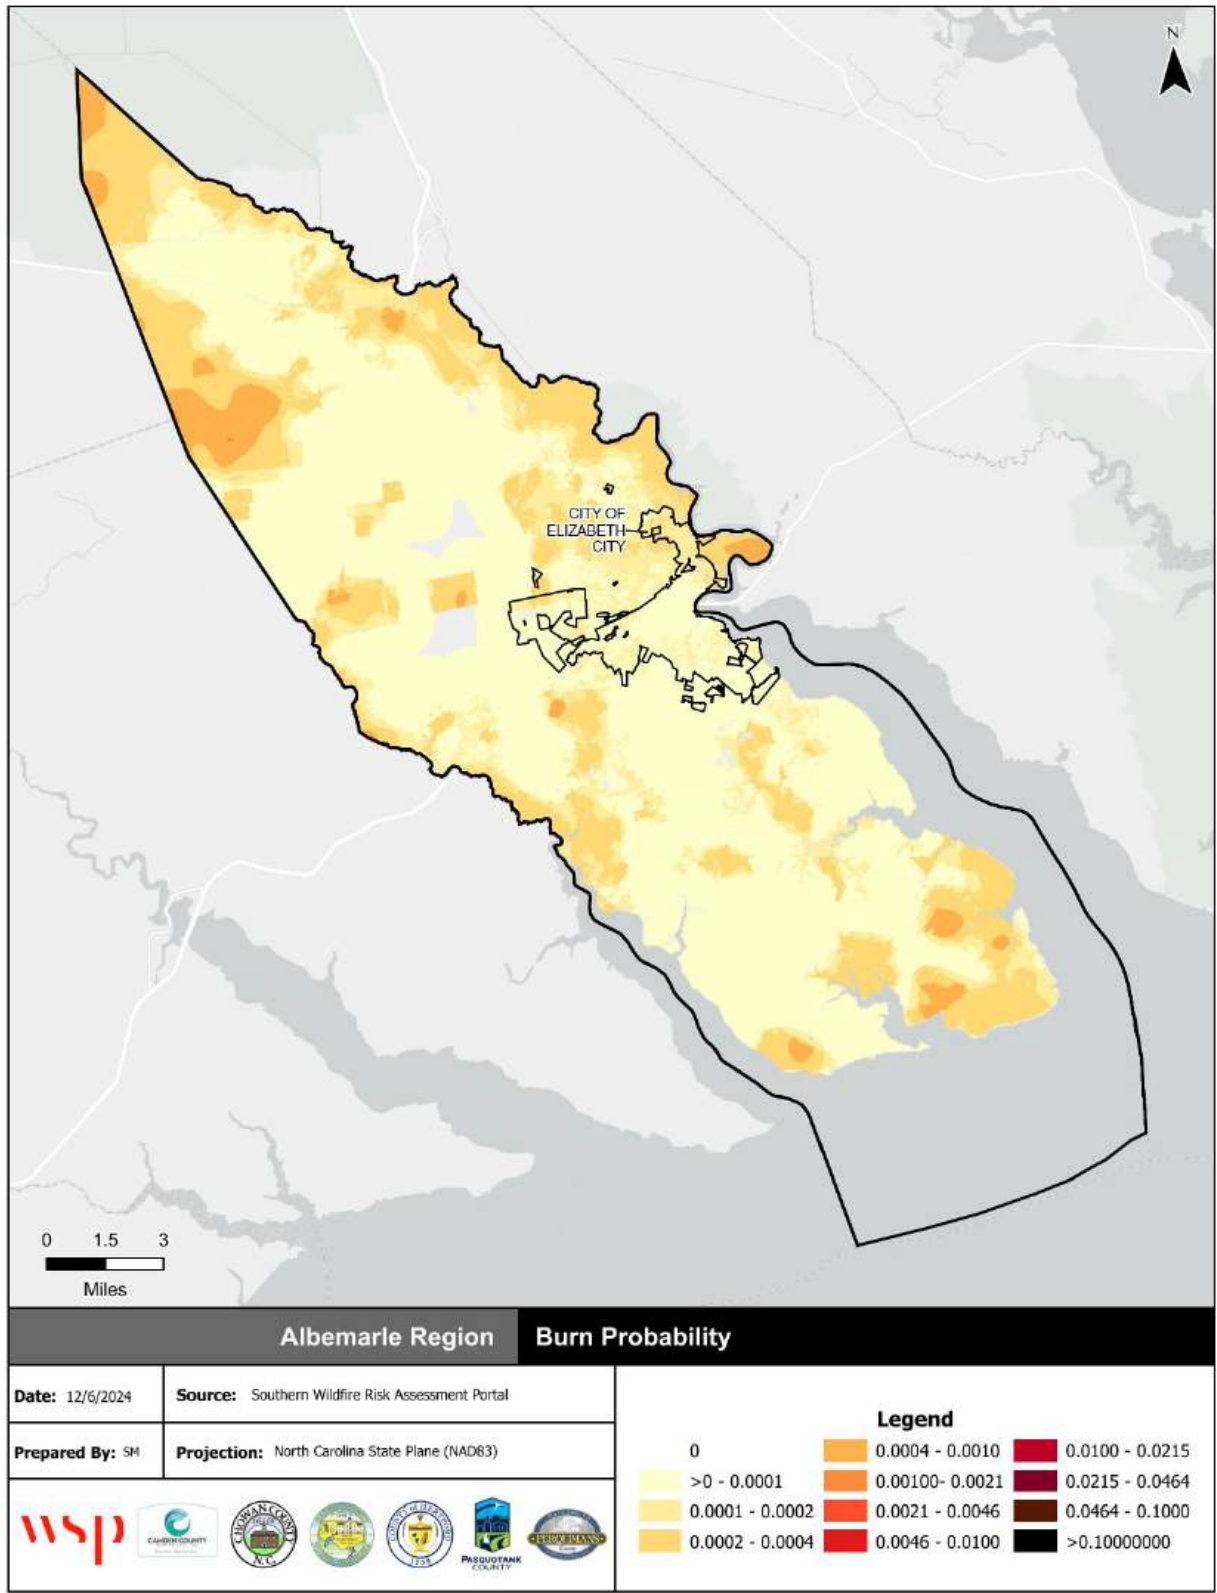 N
CITY OF
ELIZABETH
CITY
0 1.5 3
Miles
Albemarle Region Burn Probability
Date: 12/6/2024 Source: Southern Wildfire Risk Assessment Portal
Prepared By: SM Projection: North Carolina State Plane (NAD83)
Legend
0
>0 - 0.0001
0.0001 - 0.0002
0.0002 - 0.0004
0.0004 - 0.0010
0.00100- 0.0021
0.0021 - 0.0046
0.0046 - 0.0100
0.0100 - 0.0215
0.0215 - 0.0464
0.0464 - 0.1000
>0.10000000
wsp
CAMDEN COUNTY
CHOWAN COUNTY
N.C.
PASQUOTANK
COUNTY
PERQUIMANS